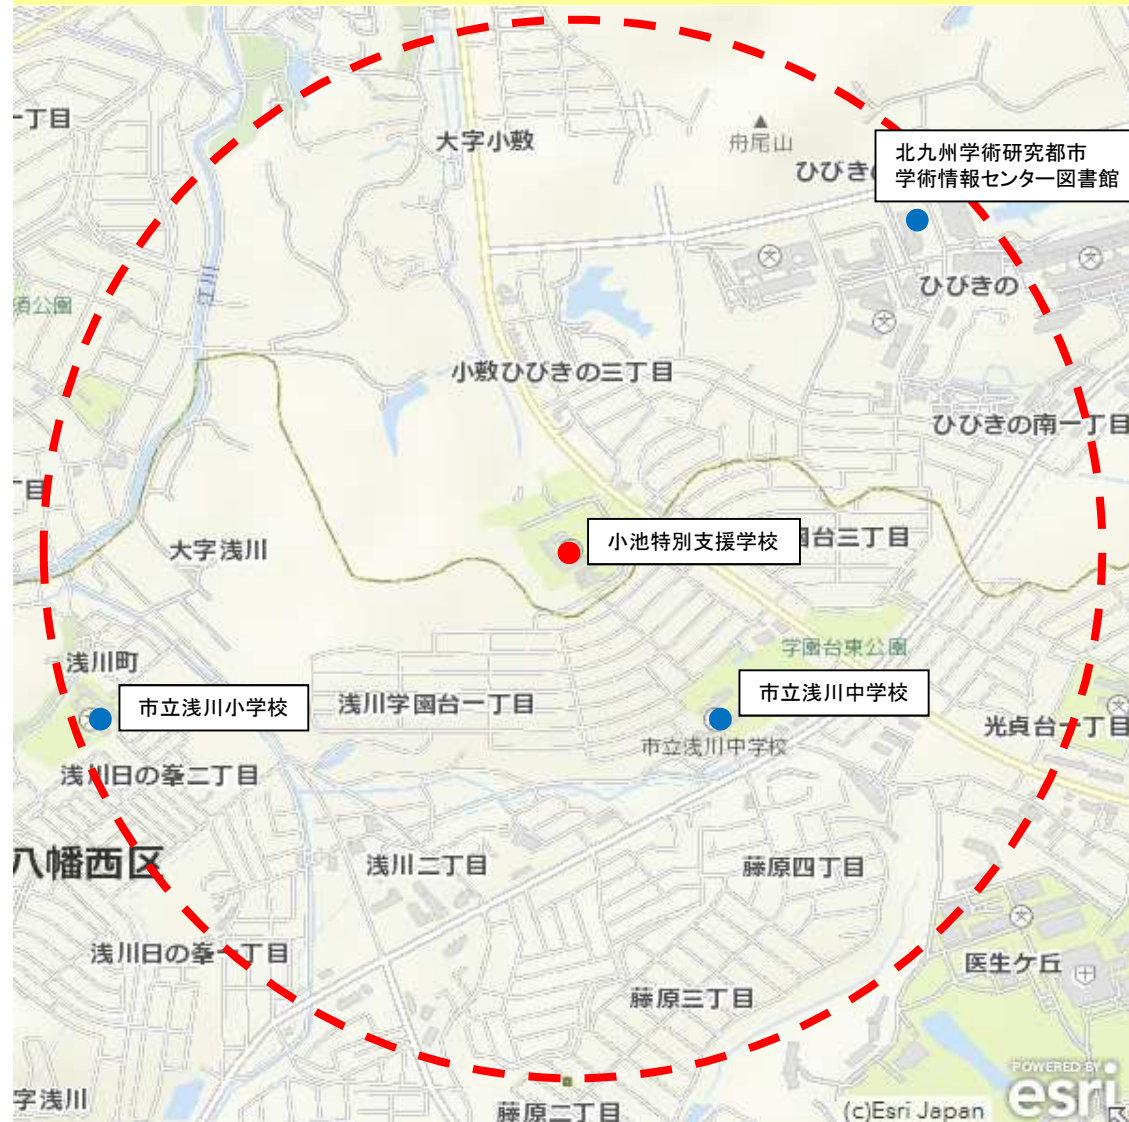 一丁目
大字小敷
舟尾山
ひびき
北九州学術研究都市
学術情報センター図書館
江川
須公園
ひびきの
小敷ひびきの三丁目
ひびきの南一丁目
丁目
大字浅川
小池特別支援学校
園台三丁目
学園台東公園
浅川町
市立浅川小学校
浅川学園台一丁目
市立浅川中学校
市立浅川中学校
光貞台一丁目
浅川日の峯二丁目
八幡西区
浅川二丁目
藤原四丁目
浅川日の峯一丁目
医生ケ丘
藤原三丁目
字浅川
藤原二丁目
(c)Esri Japan
POWERED BY
esri